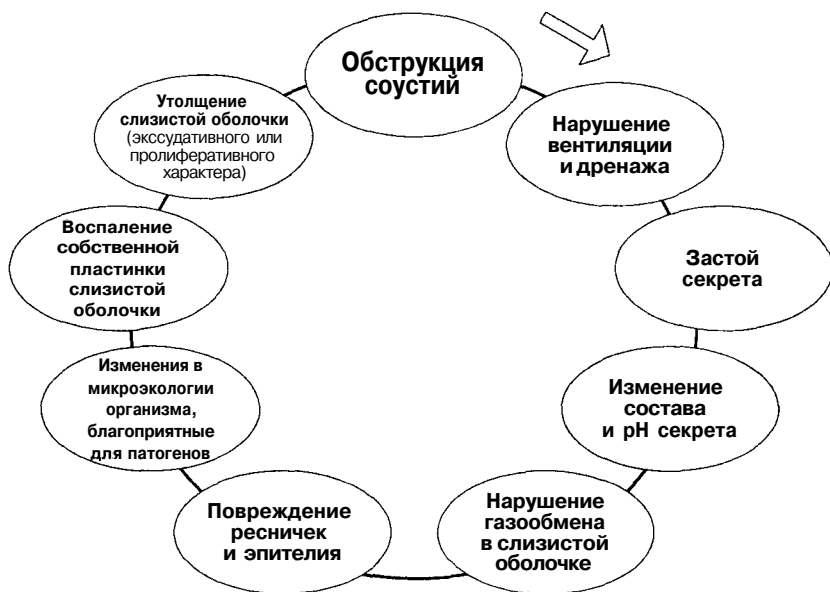 Обструкция
соустий
Нарушение
вентиляции
и дренажа
Застой
секрета
Изменение
состава
и рН секрета
Нарушение
газообмена
в слизистой
оболочке
Повреждение
ресничек
и эпителия
Изменения в
микроэкологии
организма,
благоприятные
для патогенов
Воспаление
собственной
пластинки
слизистой
оболочки
Утолщение
слизистой оболочки
(экссудативного или
пролиферативного
характера)